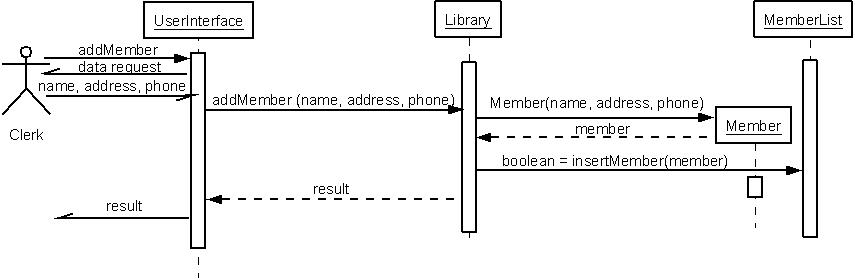 UserInterface
Library
MemberList
addMember
data request
name, address, phone
Clerk
addMember (name, address, phone)
Member(name, address, phone)
Member
member
boolean = insertMember(member)
result
result